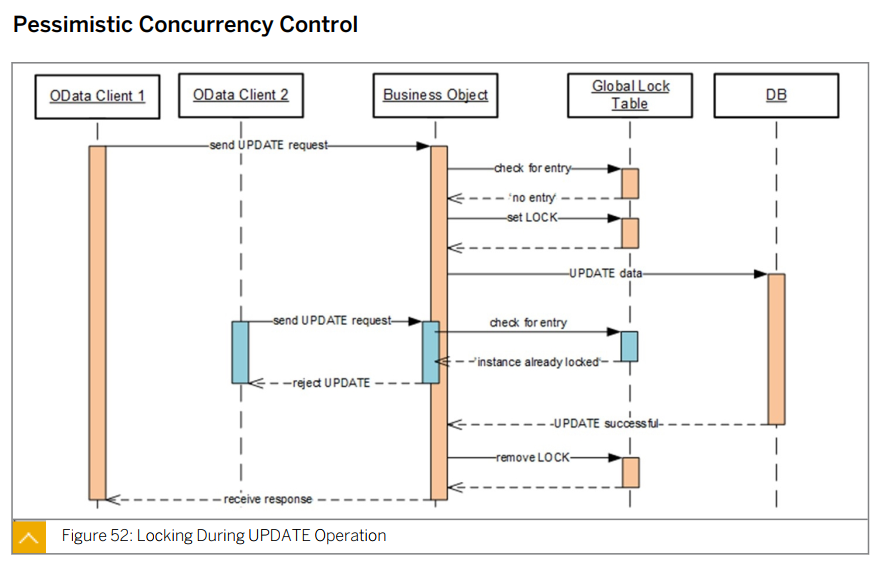 Pessimistic Concurrency Control
OData Client 1
OData Client 2
Business Object
Global Lock
Table
DB
send UPDATE request
check for entry
'no entry'
set LOCK
UPDATE data
send UPDATE request
check for entry
'instance already locked'
reject UPDATE
UPDATE successful
remove LOCK
receive response
Figure 52: Locking During UPDATE Operation